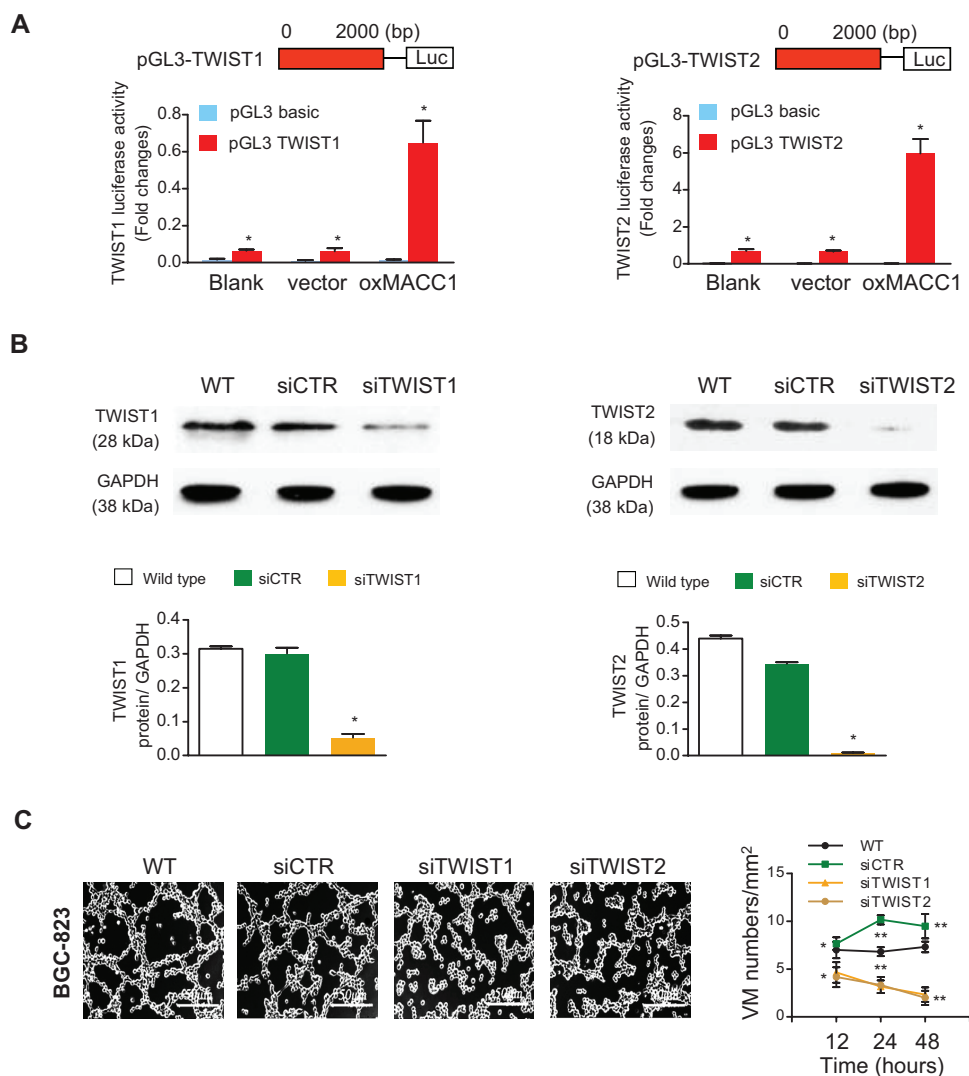 A
0 2000 (bp)
pGL3-TWIST1 Luc
pGL3 basic
pGL3 TWIST1
TWIST1 luciferase activity
(Fold changes)
0.8
0.6
0.4
0.2
0.0
*
*
*
Blank vector oxMACC1
0 2000 (bp)
pGL3-TWIST2 Luc
pGL3 basic
pGL3 TWIST2
TWIST2 luciferase activity
(Fold changes)
8
6
4
2
0
*
*
*
Blank vector oxMACC1
B
WT siCTR siTWIST1
TWIST1
(28 kDa)
GAPDH
(38 kDa)
Wild type siCTR siTWIST1
TWIST1
protein/ GAPDH
0.3
0.2
0.1
0.0
*
WT siCTR siTWIST2
TWIST2
(18 kDa)
GAPDH
(38 kDa)
Wild type siCTR siTWIST2
TWIST2
protein/ GAPDH
0.5
0.4
0.3
0.2
0.1
0.0
*
C
WT siCTR siTWIST1 siTWIST2
BGC-823
WT
siCTR
siTWIST1
siTWIST2
VM numbers/mm²
15
10
5
0
* ** **
* ** **
12 24 48
Time (hours)